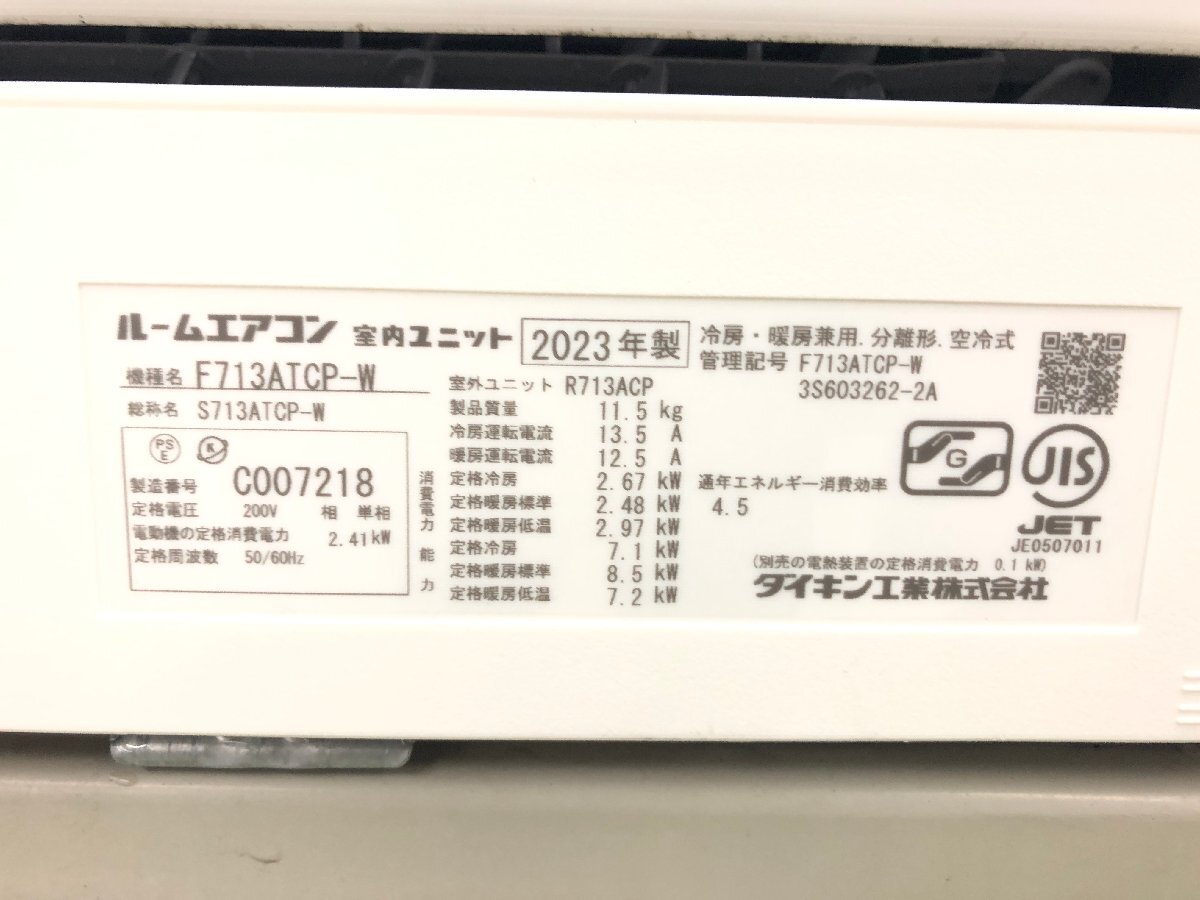 ルームエアコン 室内ユニット 2023年製
機種名 F713ATCP-W
総称名 S713ATCP-W
PS
E
製造番号 C007218
定格電圧 200V 相 単相
電動機の定格消費電力 2.41kW
定格周波数 50/60Hz
室外ユニット R713ACP
製品質量 11.5 kg
冷房運転電流 13.5 A
暖房運転電流 12.5 A
消費電力
定格冷房 2.67 kW
定格暖房標準 2.48 kW
定格暖房低温 2.97 kW
能力
定格冷房 7.1 kW
定格暖房標準 8.5 kW
定格暖房低温 7.2 kW
冷房・暖房兼用.分離形.空冷式
管理記号 F713ATCP-W
3S603262-2A
通年エネルギー消費効率
4.5
G
JIS
JET
JE0507011
(別売の電熱装置の定格消費電力 0.1 kW)
ダイキン工業株式会社